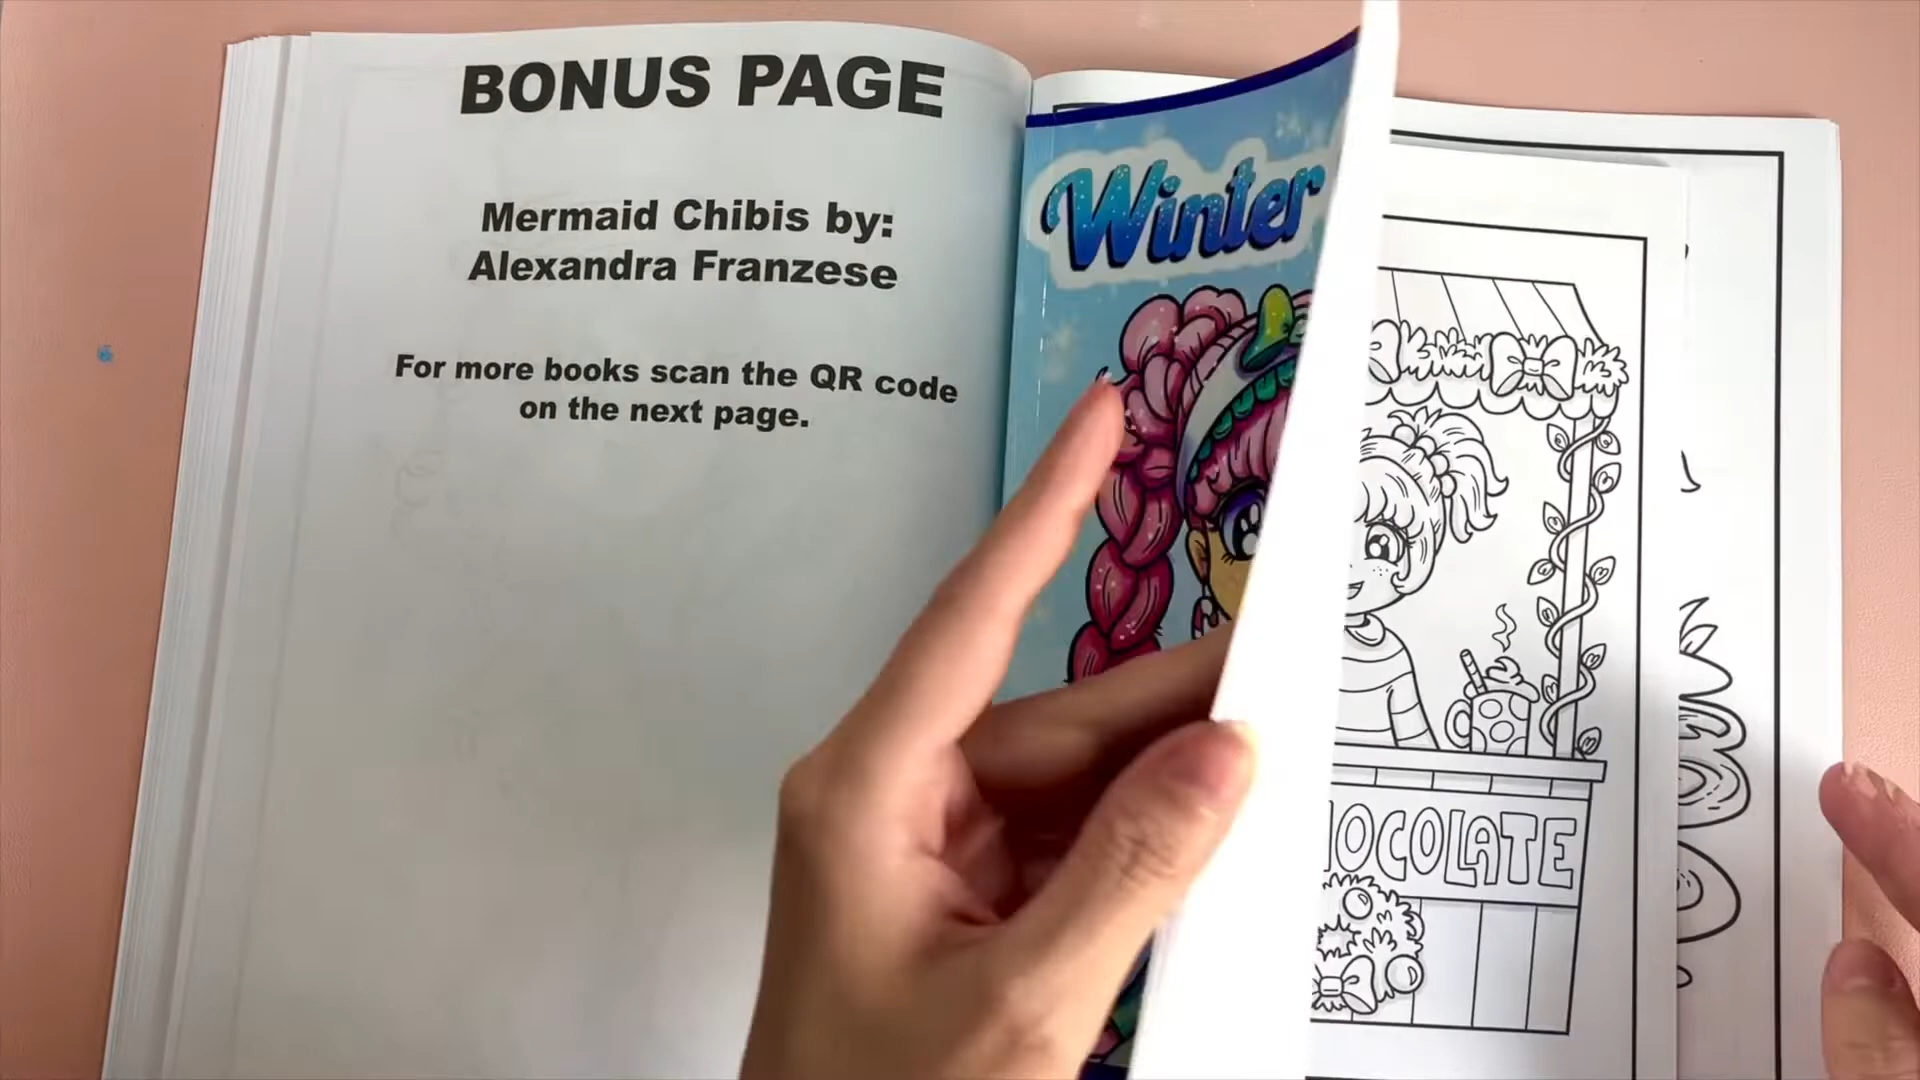 BONUS PAGE
Mermaid Chibis by:
Alexandra Franzese
For more books scan the QR code
on the next page.
Winter
OCOLATE